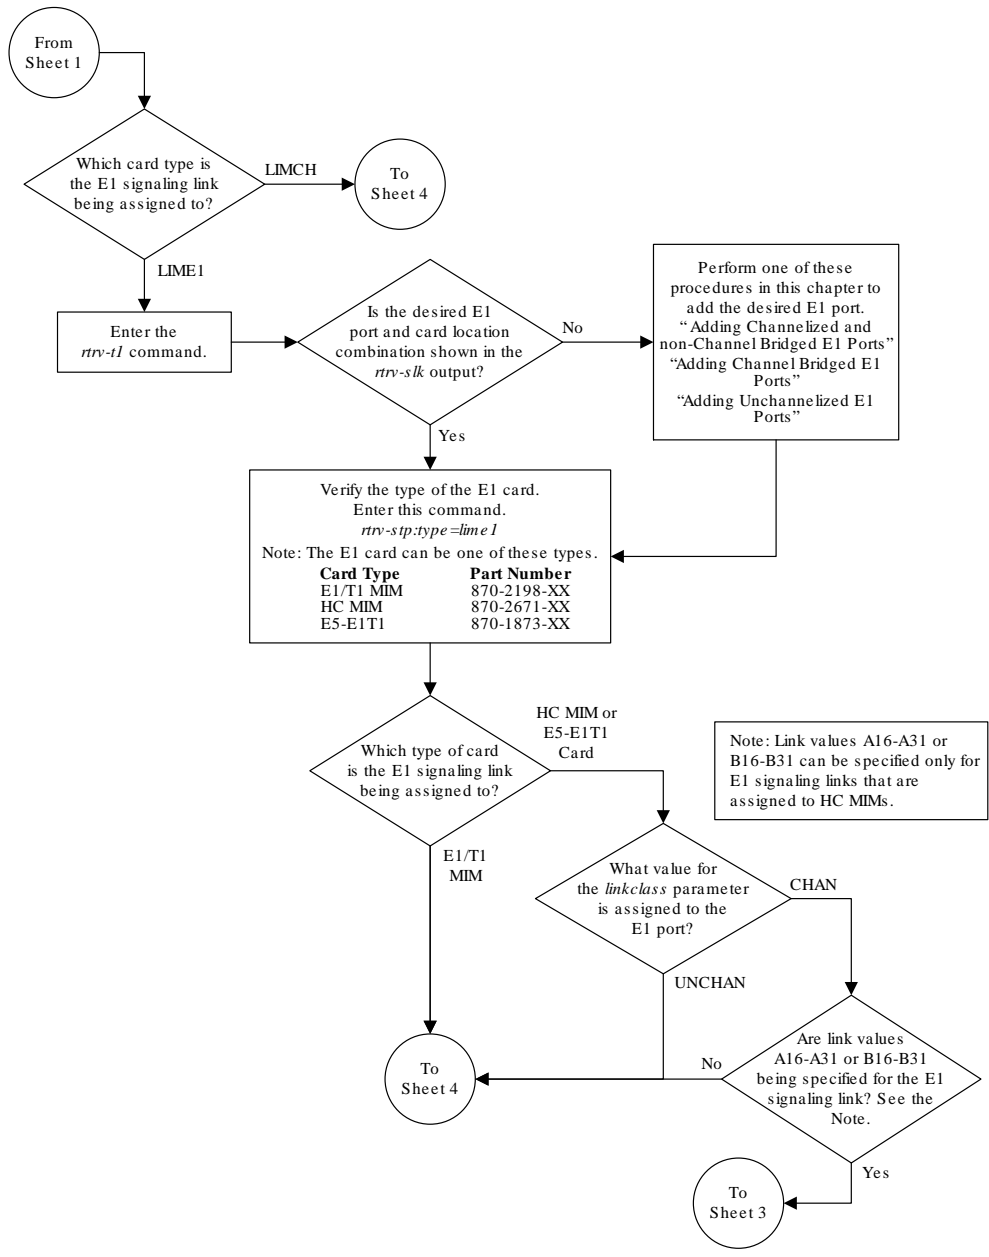 From
Sheet 1
Which card type is
the E1 signaling link
being assigned to?
LIMCH
To
Sheet 4
LIME1
Enter the
rtrv-t1 command.
Is the desired E1
port and card location
combination shown in the
rtrv-slk output?
No
Perform one of these
procedures in this chapter to
add the desired E1 port.
“Adding Channelized and
non-Channel Bridged E1 Ports”
“Adding Channel Bridged E1
Ports”
“Adding Unchannelized E1
Ports”
Yes
Verify the type of the E1 card.
Enter this command.
rtrv-stp:type=lime1
Note: The E1 card can be one of these types.
Card Type Part Number
E1/T1 MIM 870-2198-XX
HC MIM 870-2671-XX
E5-E1T1 870-1873-XX
Which type of card
is the E1 signaling link
being assigned to?
HC MIM or
E5-E1T1
Card
Note: Link values A16-A31 or
B16-B31 can be specified only for
E1 signaling links that are
assigned to HC MIMs.
E1/T1
MIM
What value for
the linkclass parameter
is assigned to the
E1 port?
CHAN
UNCHAN
Are link values
A16-A31 or B16-B31
being specified for the E1
signaling link? See the
Note.
No
To
Sheet 4
Yes
To
Sheet 3